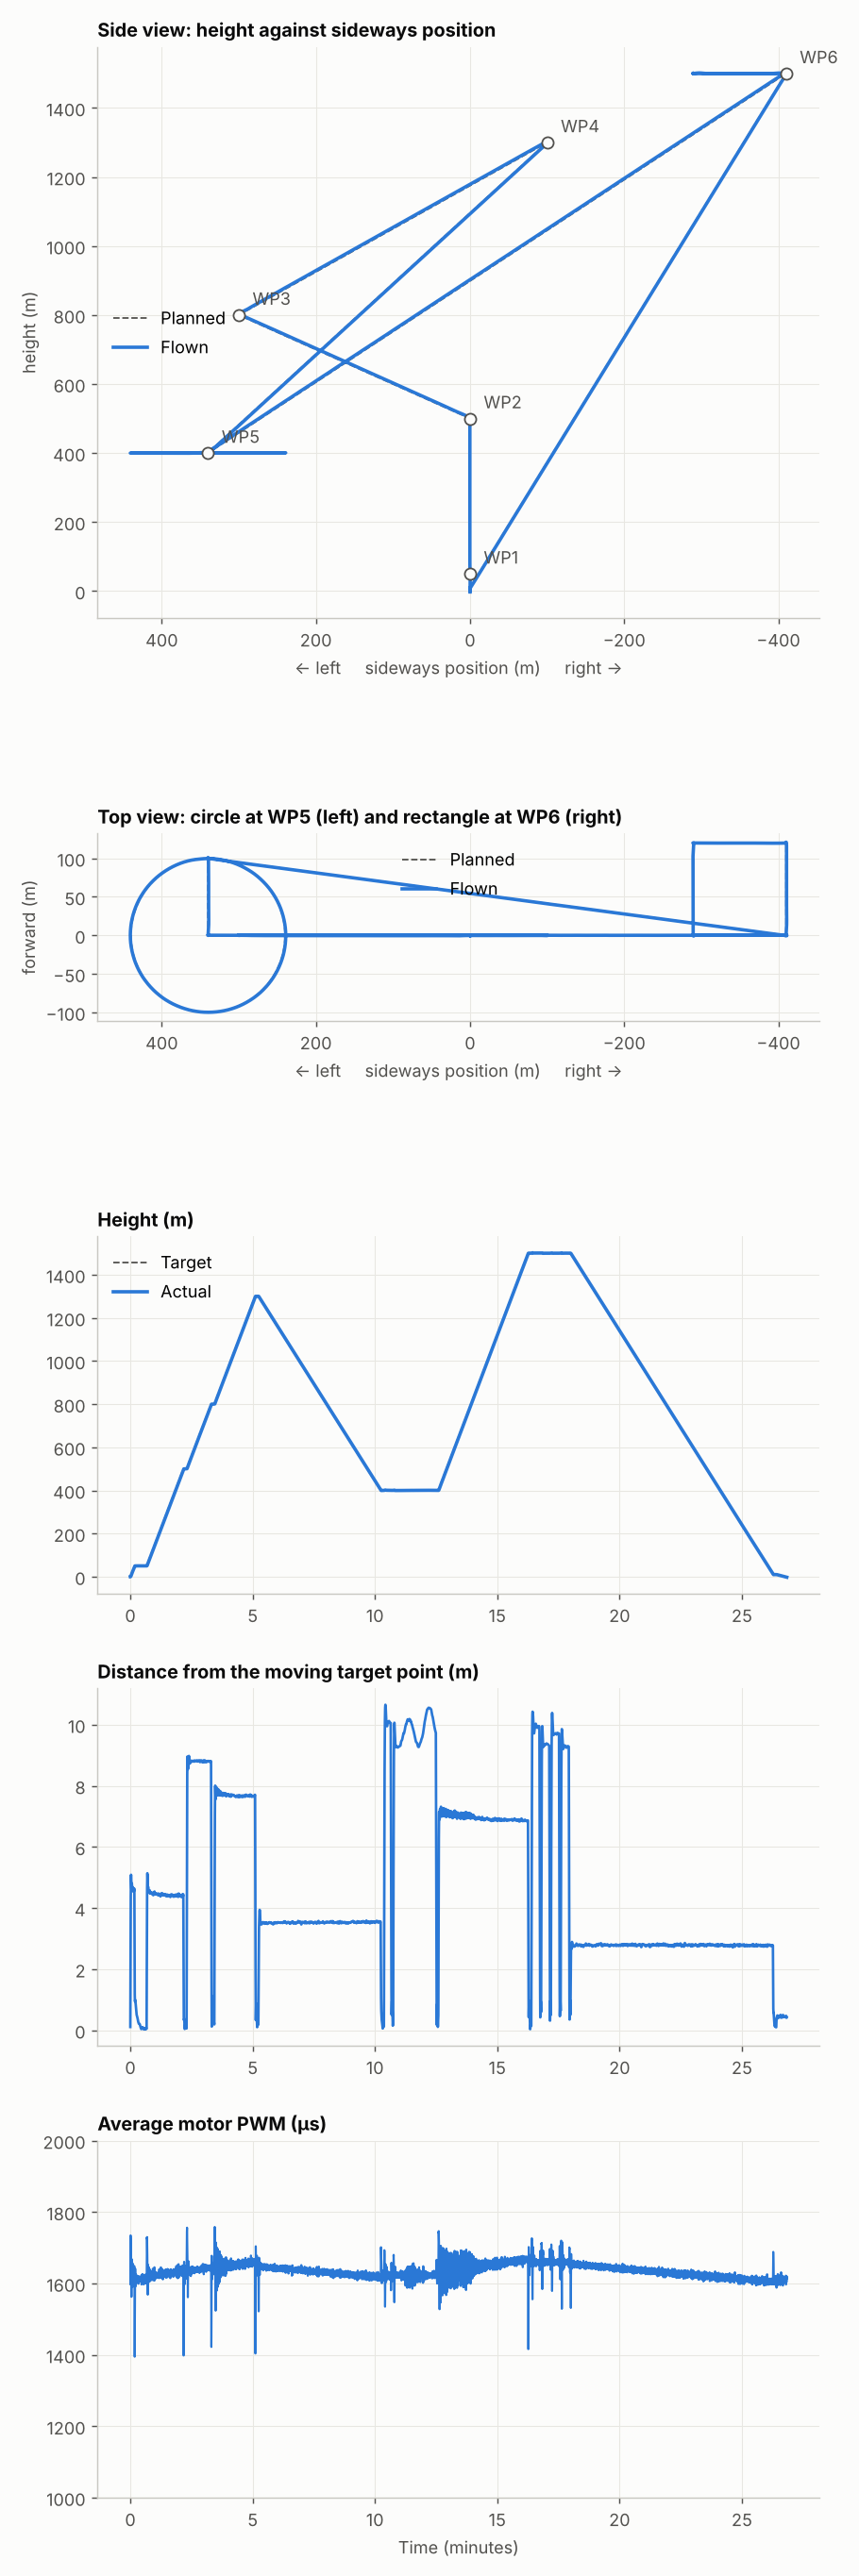 Side view: height against sideways position
WP6
WP4
WP3
WP2
WP5
WP1
Planned
Flown
height (m)
1400
1200
1000
800
600
400
200
0
400 200 0 −200 −400
← left sideways position (m) right →
Top view: circle at WP5 (left) and rectangle at WP6 (right)
Planned
Flown
forward (m)
100
50
0
−50
−100
400 200 0 −200 −400
← left sideways position (m) right →
Height (m)
Target
Actual
1400
1200
1000
800
600
400
200
0
0 5 10 15 20 25
Distance from the moving target point (m)
10
8
6
4
2
0
0 5 10 15 20 25
Average motor PWM (µs)
2000
1800
1600
1400
1200
1000
0 5 10 15 20 25
Time (minutes)